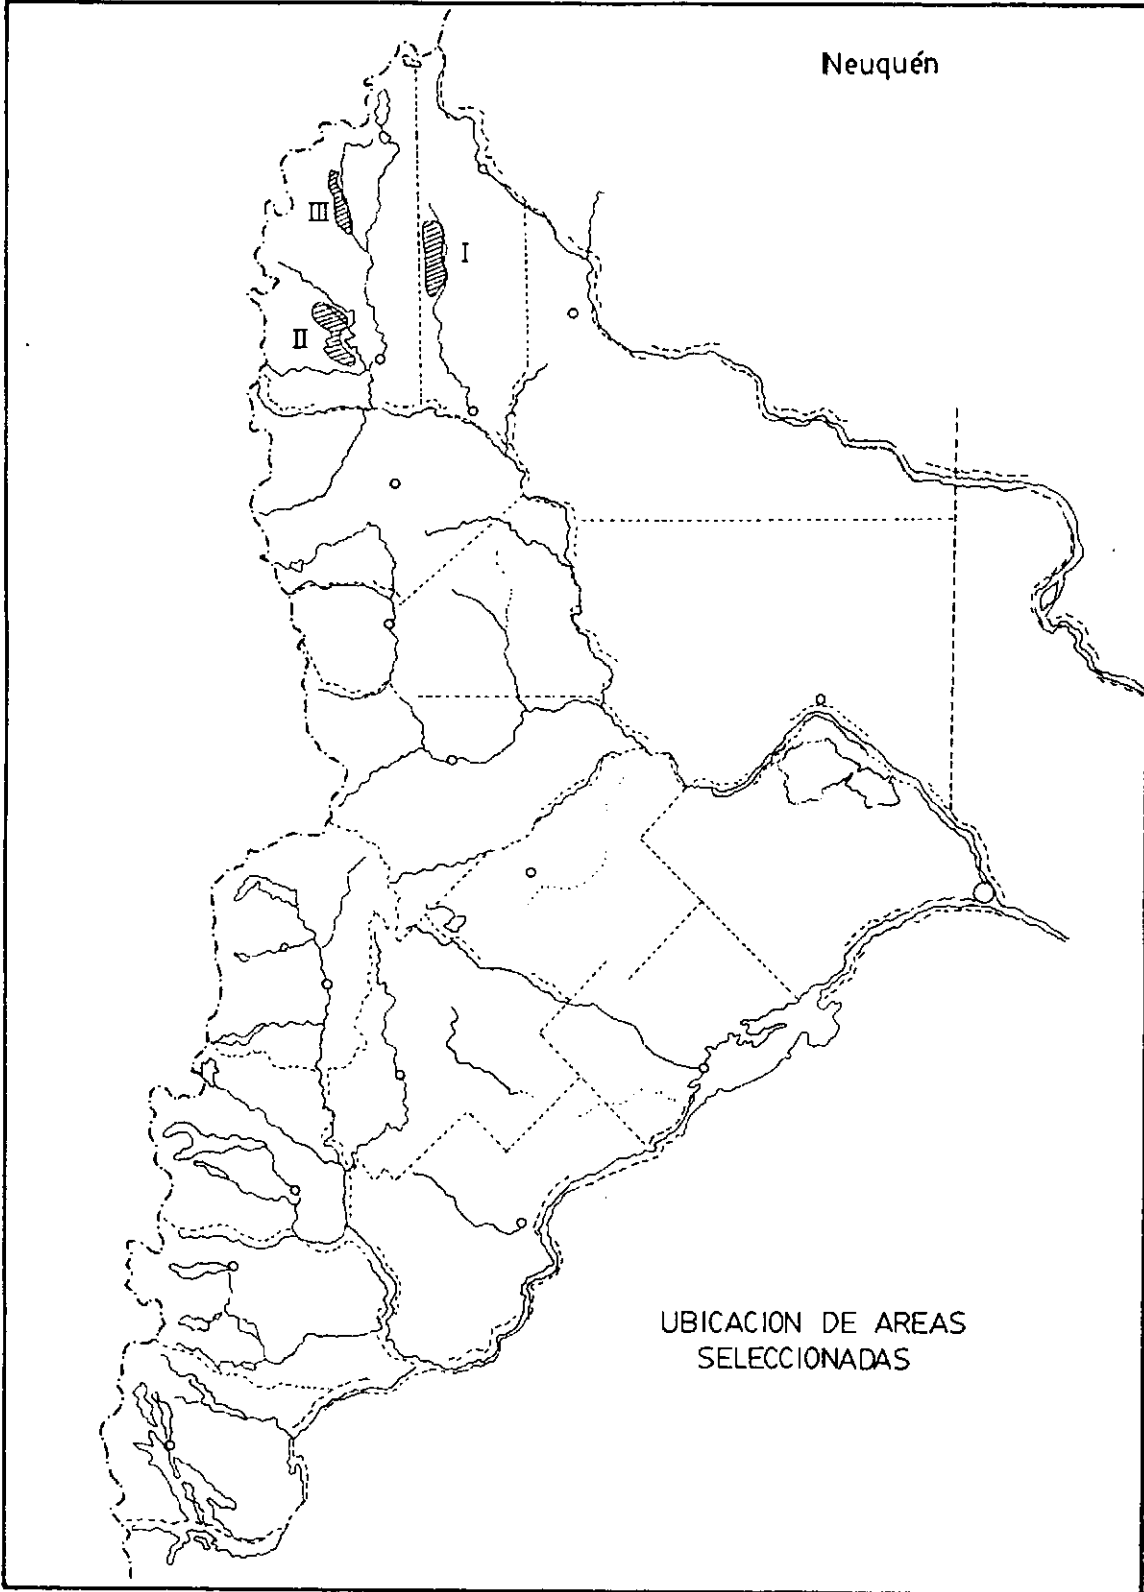 Neuquén
III
I
II
UBICACION DE AREAS
SELECCIONADAS